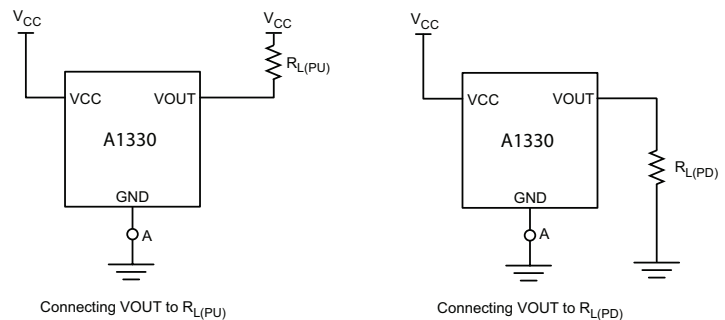 VCC
VCC
RL(PU)
VCC
VOUT
A1330
GND
A
Connecting VOUT to RL(PU)
VCC
VCC
VOUT
A1330
RL(PD)
GND
A
Connecting VOUT to RL(PD)